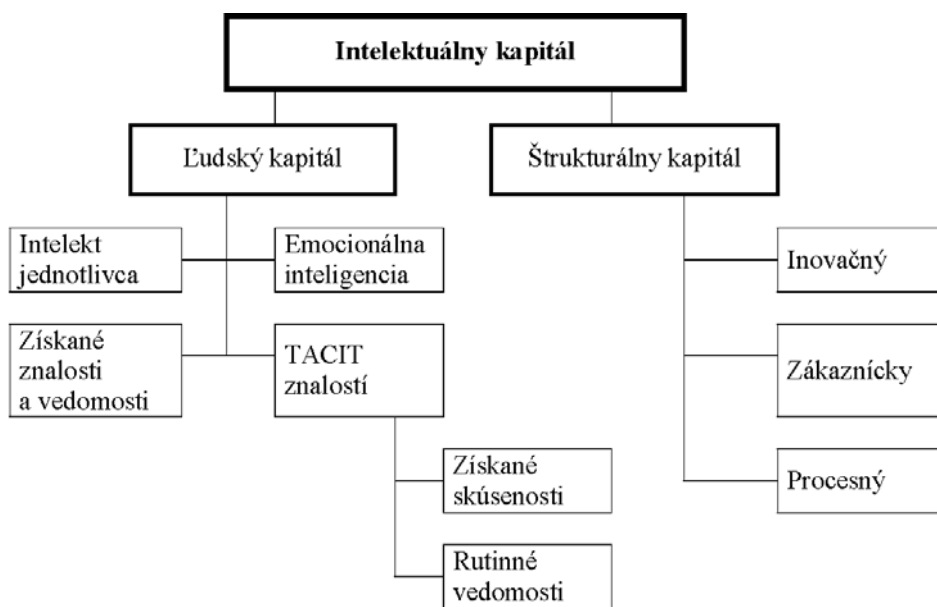 Intelektuálny kapitál
Ľudský kapitál
Štrukturálny kapitál
Intelekt
jednotlivca
Emocionálna
inteligencia
Inovačný
Získané
znalosti
a vedomosti
TACIT
znalostí
Zákaznícky
Získané
skúsenosti
Procesný
Rutinné
vedomosti